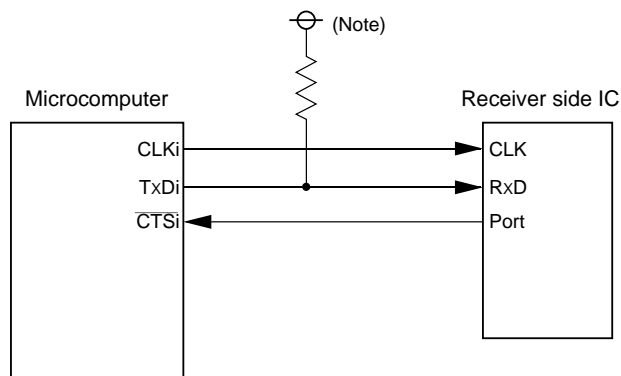 (Note)
Microcomputer
Receiver side IC
CLKi
CLK
TxDi
RxD
CTSi
Port